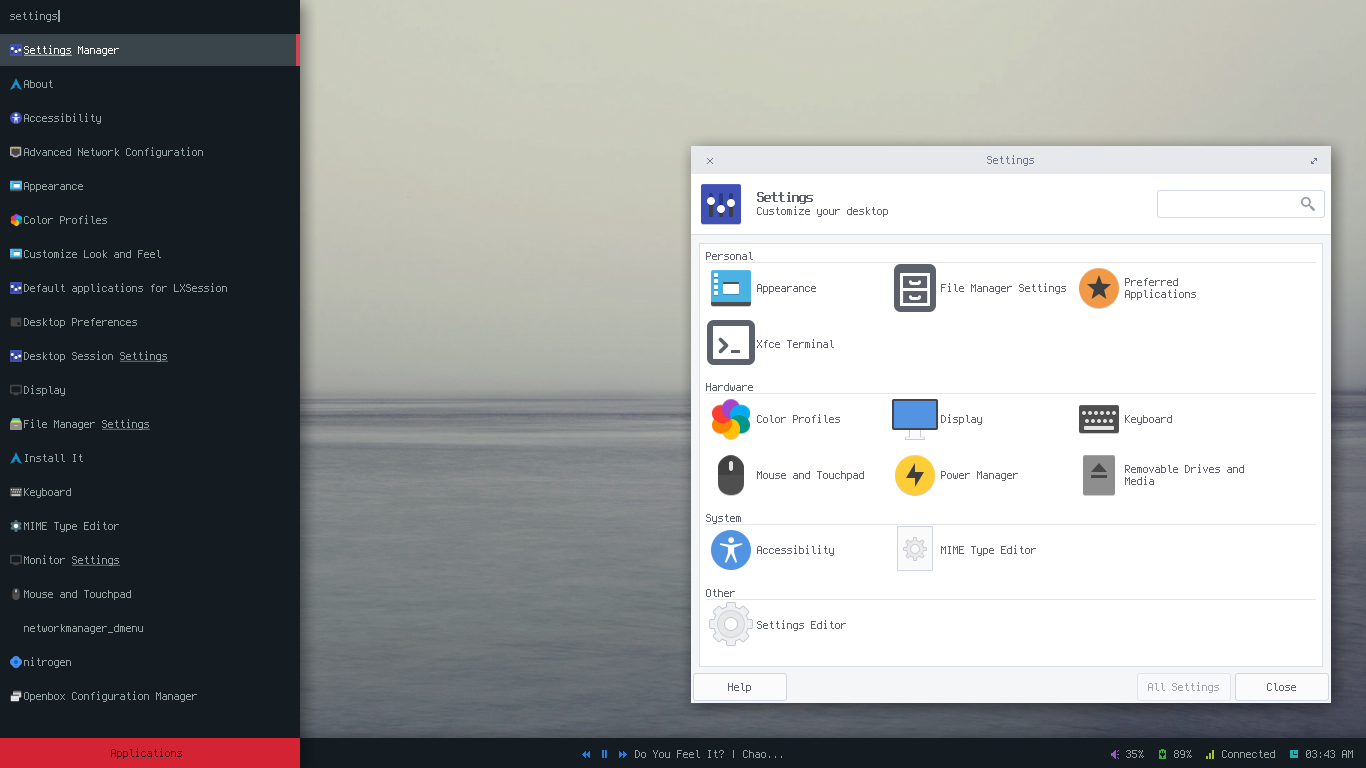 settings
Settings Manager
About
Accessibility
Advanced Network Configuration
Appearance
Color Profiles
Customize Look and Feel
Default applications for LXSession
Desktop Preferences
Desktop Session Settings
Display
File Manager Settings
Install It
Keyboard
MIME Type Editor
Monitor Settings
Mouse and Touchpad
networkmanager_dmenu
nitrogen
Openbox Configuration Manager
Applications
Settings
Settings
Customize your desktop
Personal
Appearance
File Manager Settings
Preferred
Applications
Xfce Terminal
Hardware
Color Profiles
Display
Keyboard
Mouse and Touchpad
Power Manager
Removable Drives and
Media
System
Accessibility
MIME Type Editor
Other
Settings Editor
Help
All Settings
Close
Do You Feel It? | Chao...
35%
89%
Connected
03:43 AM